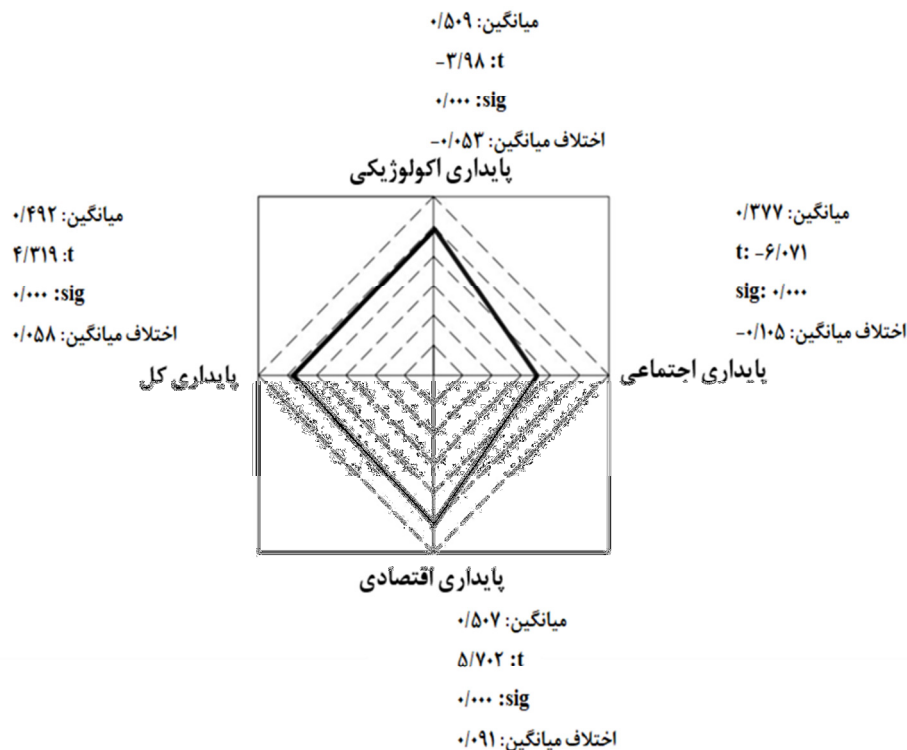 میانگین: ۰/۵۰۹
t: -۳/۹۸
sig: ۰/۰۰۰
اختلاف میانگین: -۰/۰۵۳
پایداری اکولوژیکی
میانگین: ۰/۳۷۷
t: -۶/۰۷۱
sig: ۰/۰۰۰
اختلاف میانگین: -۰/۱۰۵
پایداری اجتماعی
میانگین: ۰/۴۹۲
t: ۴/۳۱۹
sig: ۰/۰۰۰
اختلاف میانگین: ۰/۰۵۸
پایداری کل
پایداری اقتصادی
میانگین: ۰/۵۰۷
t: ۵/۷۰۲
sig: ۰/۰۰۰
اختلاف میانگین: ۰/۰۹۱